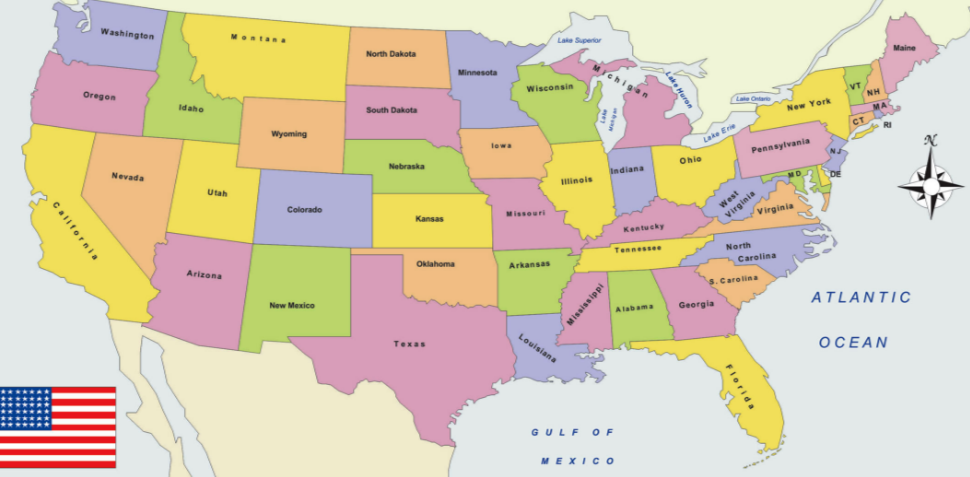 Washington
Montana
North Dakota
Minnesota
Lake Superior
Michigan
Lake Huron
Maine
Oregon
Idaho
Wyoming
South Dakota
Wisconsin
Lake Michigan
Lake Ontario
New York
VT
NH
MA
CT
RI
Lake Erie
N
Nevada
Utah
Colorado
Nebraska
Iowa
Illinois
Indiana
Ohio
Pennsylvania
NJ
MD
DE
West
Virginia
Virginia
California
Kansas
Missouri
Kentucky
Tennessee
North
Carolina
Arizona
New Mexico
Oklahoma
Arkansas
S. Carolina
Texas
Louisiana
Mississippi
Alabama
Georgia
Florida
ATLANTIC
OCEAN
GULF OF
MEXICO